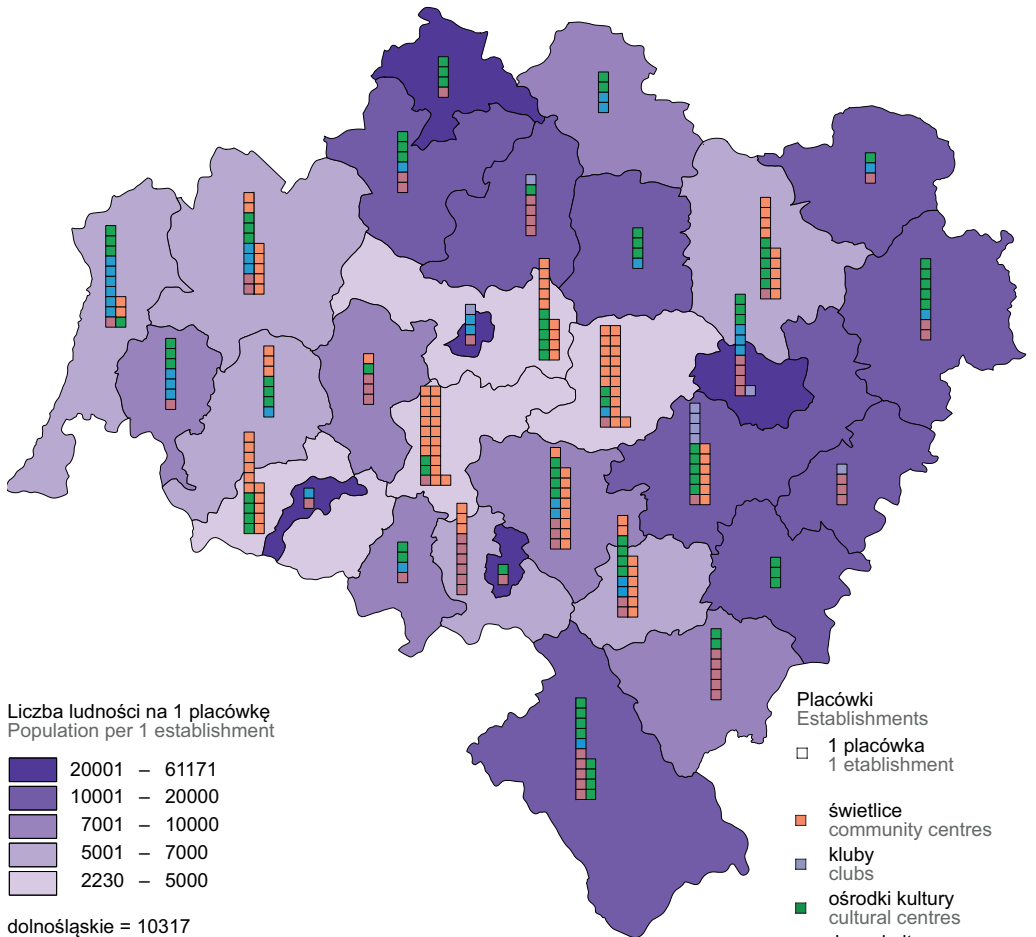 Liczba ludności na 1 placówkę
Population per 1 establishment
20001 – 61171
10001 – 20000
7001 – 10000
5001 – 7000
2230 – 5000
dolnośląskie = 10317
Placówki
Establishments
1 placówka
1 etablishment
świetlice
community centres
kluby
clubs
ośrodki kultury
cultural centres